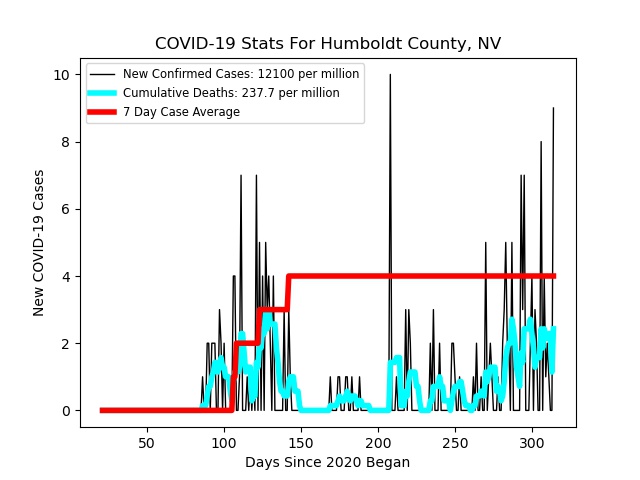 COVID-19 Stats For Humboldt County, NV
New Confirmed Cases: 12100 per million
Cumulative Deaths: 237.7 per million
7 Day Case Average
New COVID-19 Cases
10
8
6
4
2
0
50 100 150 200 250 300
Days Since 2020 Began